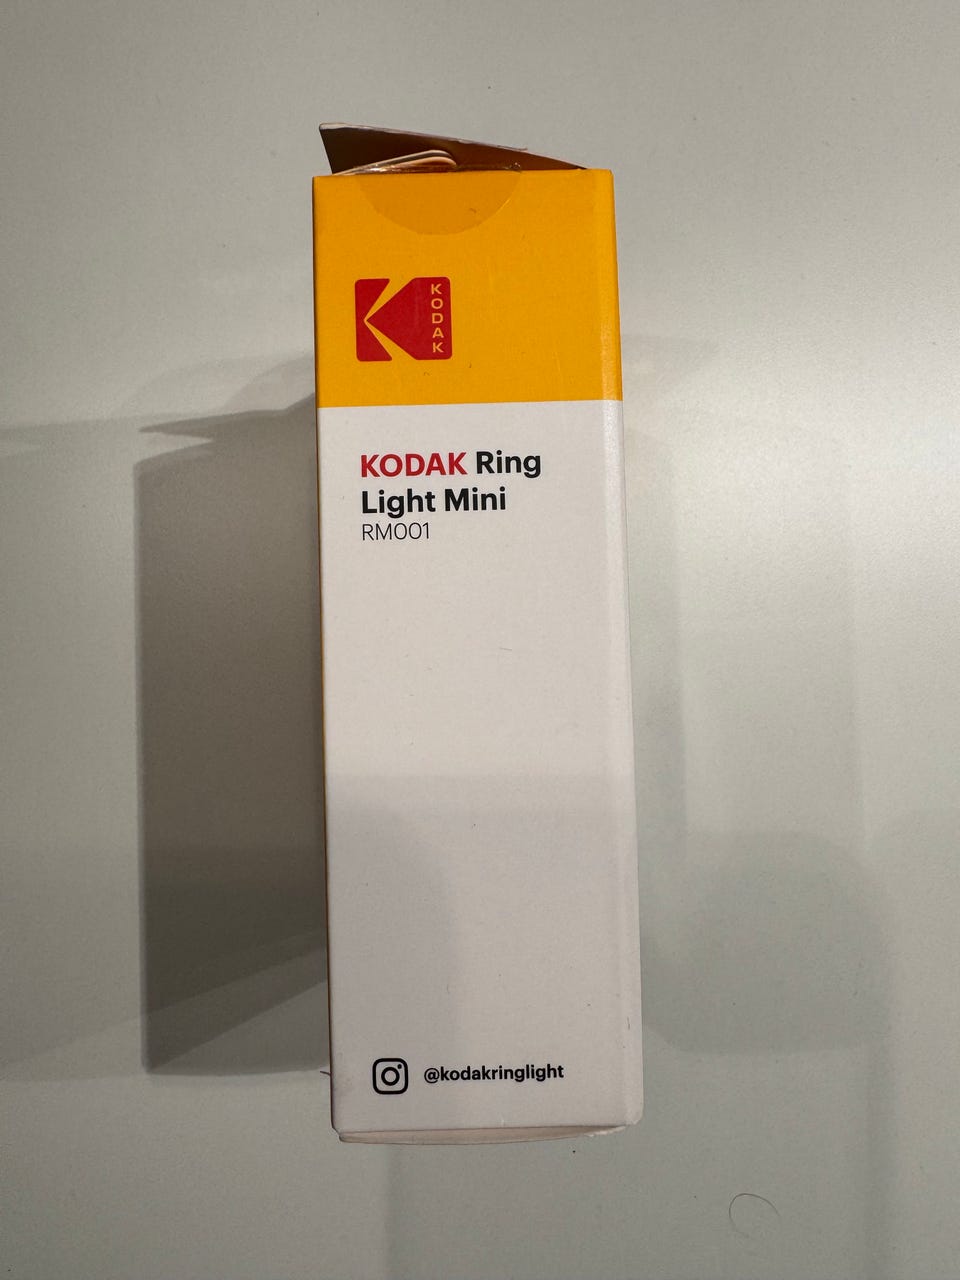 KODAK
KODAK Ring
Light Mini
RM001
@kodakringlight